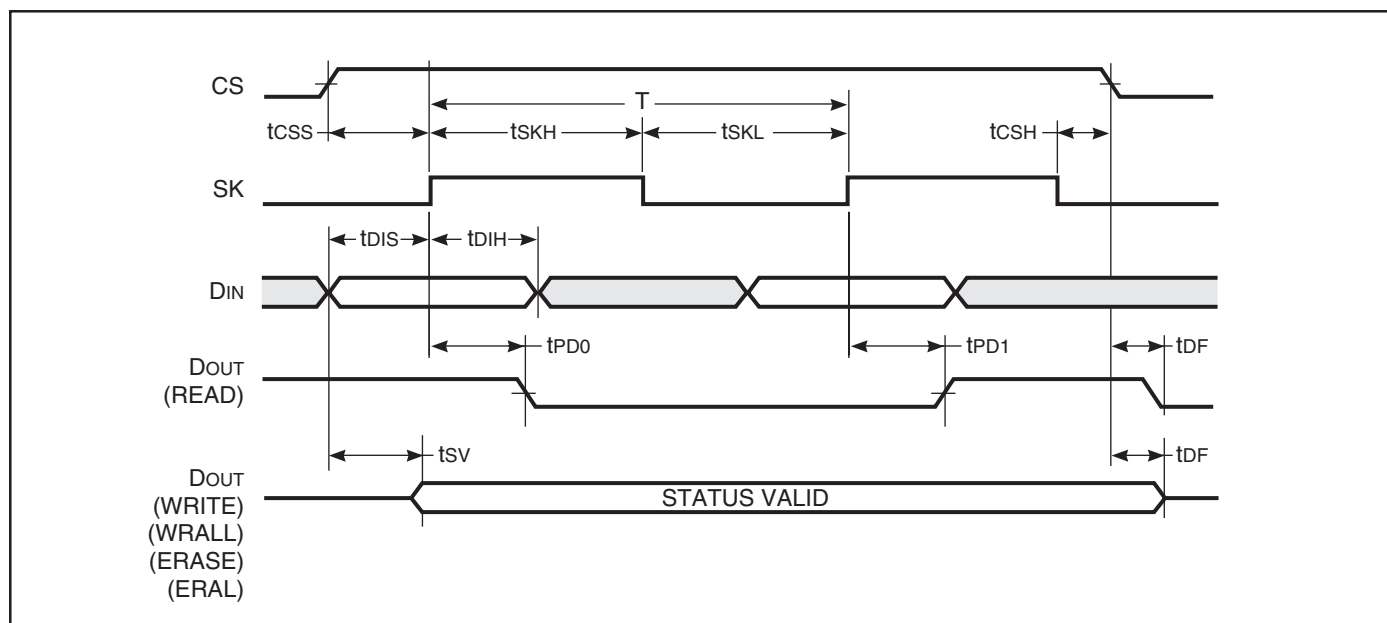 CS
T
tCSS
tSKH
tSKL
tCSH
SK
tDIS
tDIH
DIN
tPD0
tPD1
tDF
DOUT
(READ)
tSV
tDF
DOUT
(WRITE)
(WRALL)
(ERASE)
(ERAL)
STATUS VALID